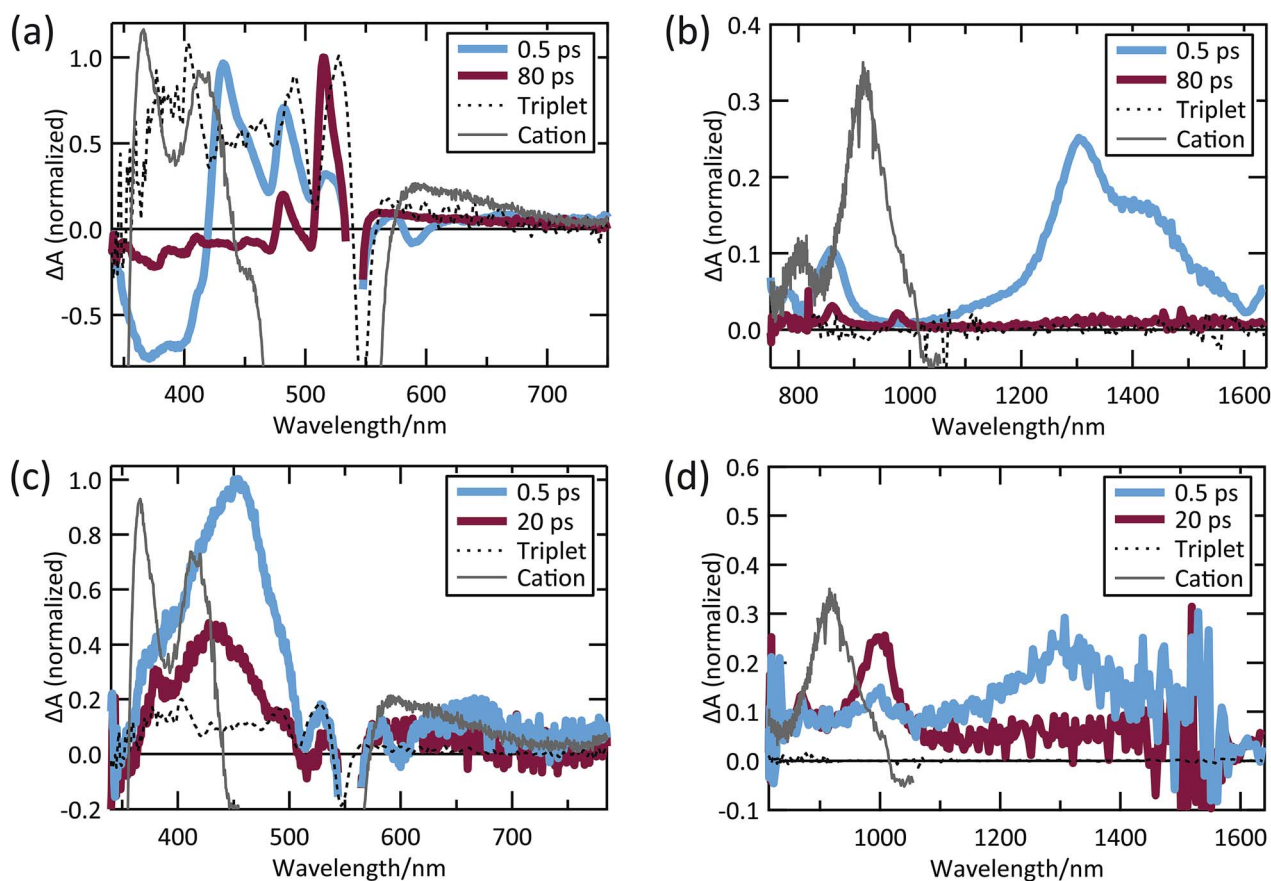 (a)
ΔA (normalized)
1.0
0.5
0.0
-0.5
0.5 ps
80 ps
Triplet
Cation
400
500
600
700
Wavelength/nm
(b)
ΔA (normalized)
0.4
0.3
0.2
0.1
0.0
0.5 ps
80 ps
Triplet
Cation
800
1000
1200
1400
1600
Wavelength/nm
(c)
ΔA (normalized)
1.0
0.8
0.6
0.4
0.2
0.0
-0.2
0.5 ps
20 ps
Triplet
Cation
400
500
600
700
Wavelength/nm
(d)
ΔA (normalized)
0.6
0.5
0.4
0.3
0.2
0.1
0.0
-0.1
0.5 ps
20 ps
Triplet
Cation
1000
1200
1400
1600
Wavelength/nm